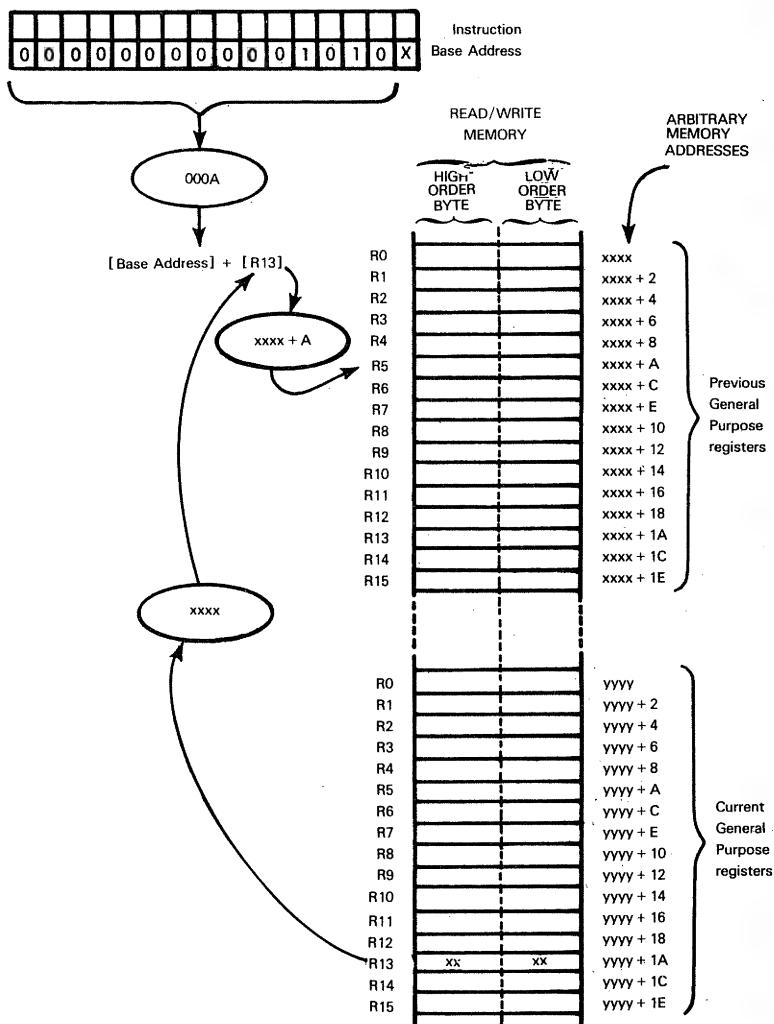 Instruction
0 0 0 0 0 0 0 0 0 0 0 1 0 1 0 X Base Address
READ/WRITE
MEMORY
ARBITRARY
MEMORY
ADDRESSES
HIGH
ORDER
BYTE
LOW
ORDER
BYTE
000A
[Base Address] + [R13]
xxxx + A
xxxx
R0 xxxx
R1 xxxx + 2
R2 xxxx + 4
R3 xxxx + 6
R4 xxxx + 8
R5 xxxx + A
R6 xxxx + C
R7 xxxx + E
R8 xxxx + 10
R9 xxxx + 12
R10 xxxx + 14
R11 xxxx + 16
R12 xxxx + 18
R13 xxxx + 1A
R14 xxxx + 1C
R15 xxxx + 1E
Previous
General
Purpose
registers
R0 yyyy
R1 yyyy + 2
R2 yyyy + 4
R3 yyyy + 6
R4 yyyy + 8
R5 yyyy + A
R6 yyyy + C
R7 yyyy + E
R8 yyyy + 10
R9 yyyy + 12
R10 yyyy + 14
R11 yyyy + 16
R12 yyyy + 18
R13 xx xx yyyy + 1A
R14 yyyy + 1C
R15 yyyy + 1E
Current
General
Purpose
registers